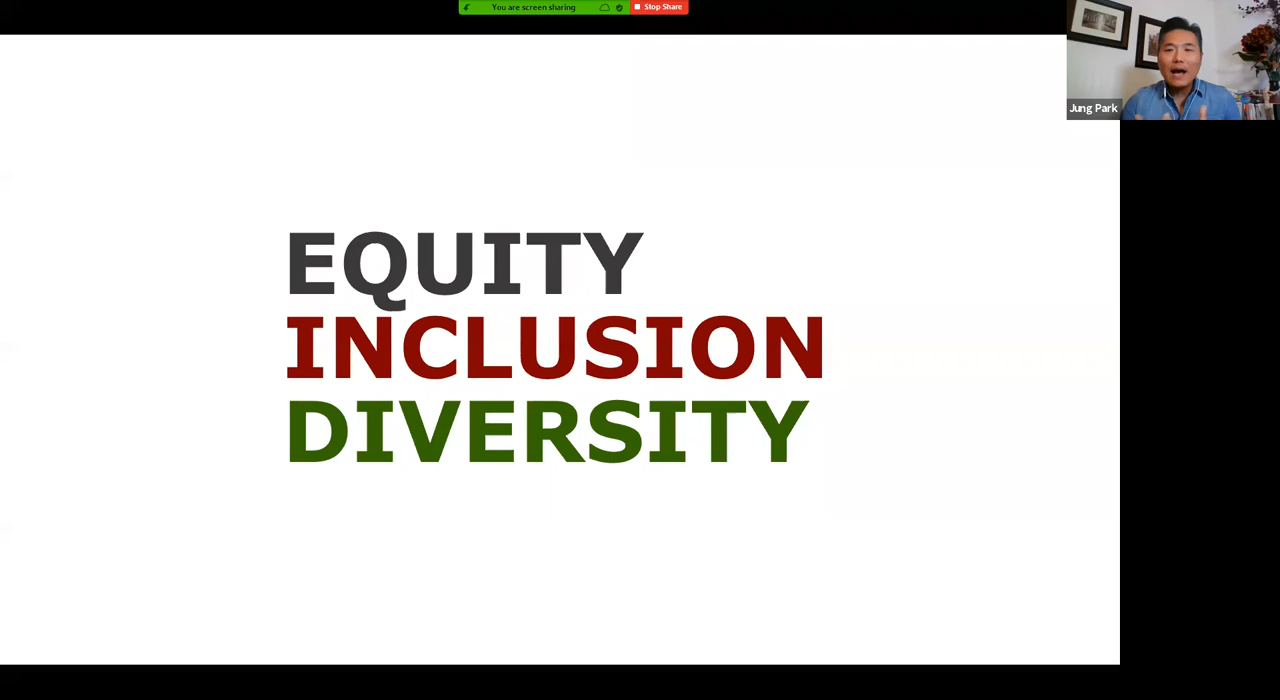 You are screen sharing
Stop Share
Jung Park
EQUITY
INCLUSION
DIVERSITY